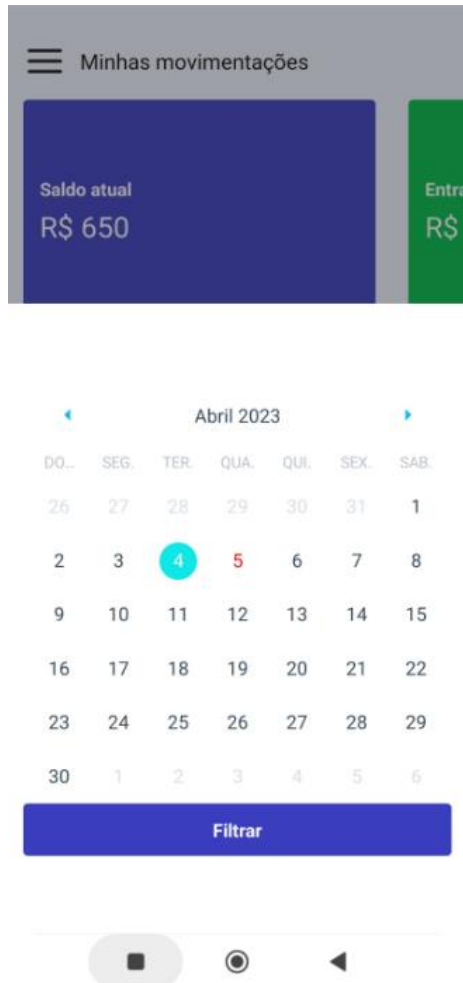 Minhas movimentações
Saldo atual
R$ 650
Entra
R$
Abril 2023
DO... SEG. TER. QUA. QUI. SEX. SAB.
26 27 28 29 30 31 1
2 3 4 5 6 7 8
9 10 11 12 13 14 15
16 17 18 19 20 21 22
23 24 25 26 27 28 29
30 1 2 3 4 5 6
Filtrar